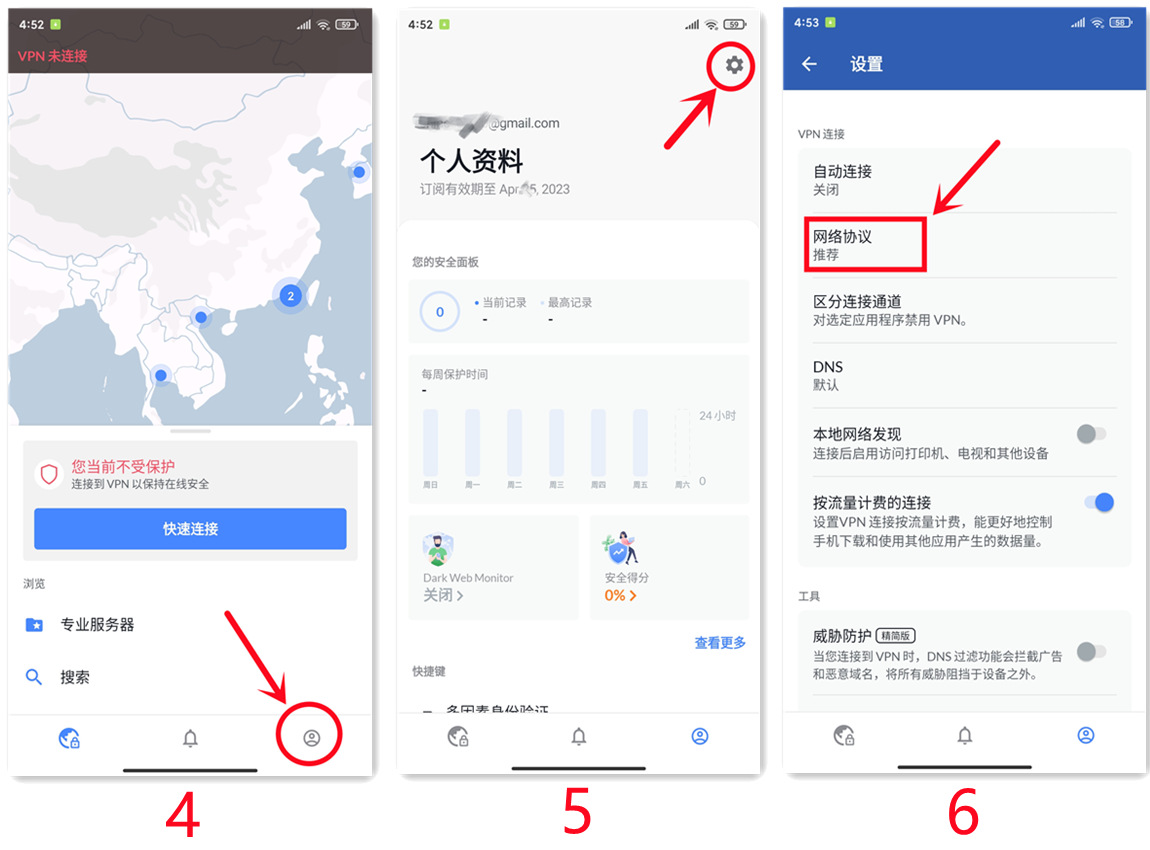 4:52
59
VPN 未连接
2
您当前不受保护
连接到 VPN 以保持在线安全
快速连接
浏览
专业服务器
搜索
4
4:52
59
@gmail.com
个人资料
订阅有效期至 Apr 5, 2023
您的安全面板
0
当前记录
-
最高记录
-
每周保护时间
-
24 小时
0
周日 周一 周二 周三 周四 周五 周六
Dark Web Monitor
关闭 >
安全得分
0% >
查看更多
快捷键
多因素身份验证
5
4:53
58
设置
VPN 连接
自动连接
关闭
网络协议
推荐
区分连接通道
对选定应用程序禁用 VPN。
DNS
默认
本地网络发现
连接后启用访问打印机、电视和其他设备
按流量计费的连接
设置VPN 连接按流量计费，能更好地控制
手机下载和使用其他应用产生的数据量。
工具
威胁防护 精简版
当您连接到 VPN 时，DNS 过滤功能会拦截广告
和恶意域名，将所有威胁阻挡于设备之外。
6